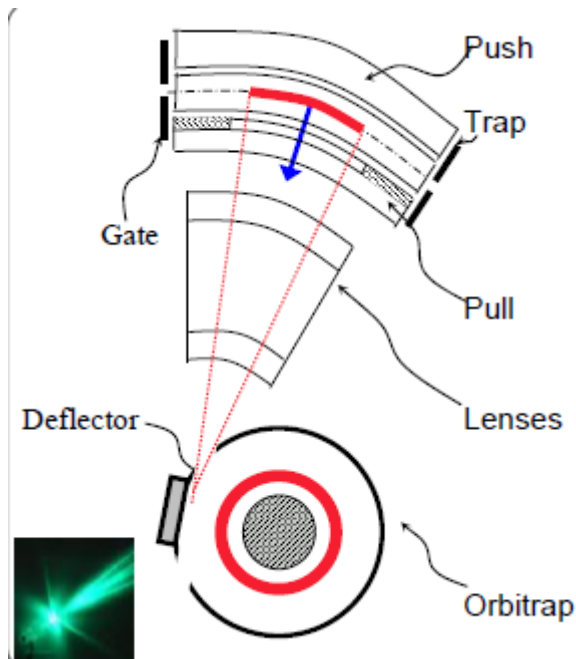 Push
Trap
Gate
Pull
Deflector
Lenses
Orbitrap